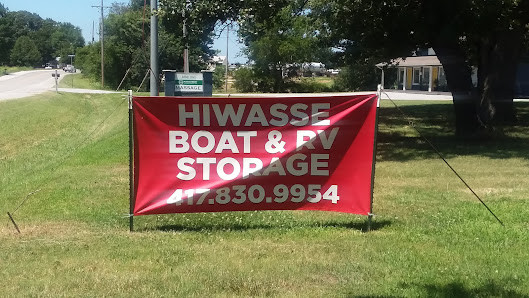 MASSAGE
HIWASSE
BOAT & RV
STORAGE
417.830.9954